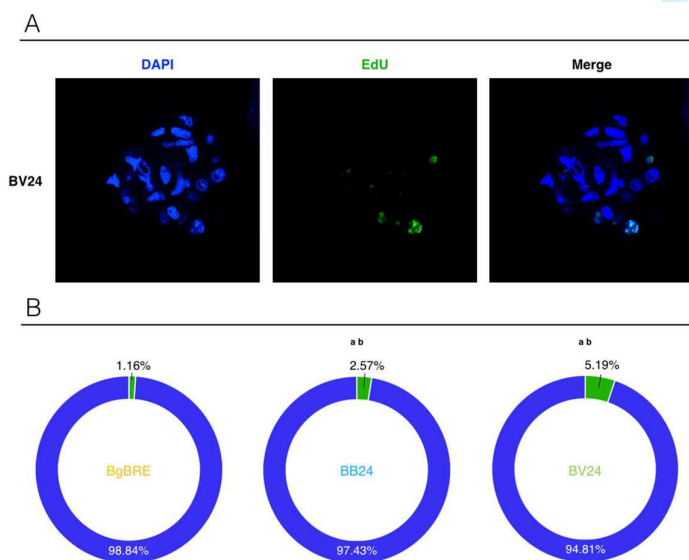 A
DAPI EdU Merge
BV24
B
a b a b
1.16% 2.57% 5.19%
BgBRE BB24 BV24
98.84% 97.43% 94.81%